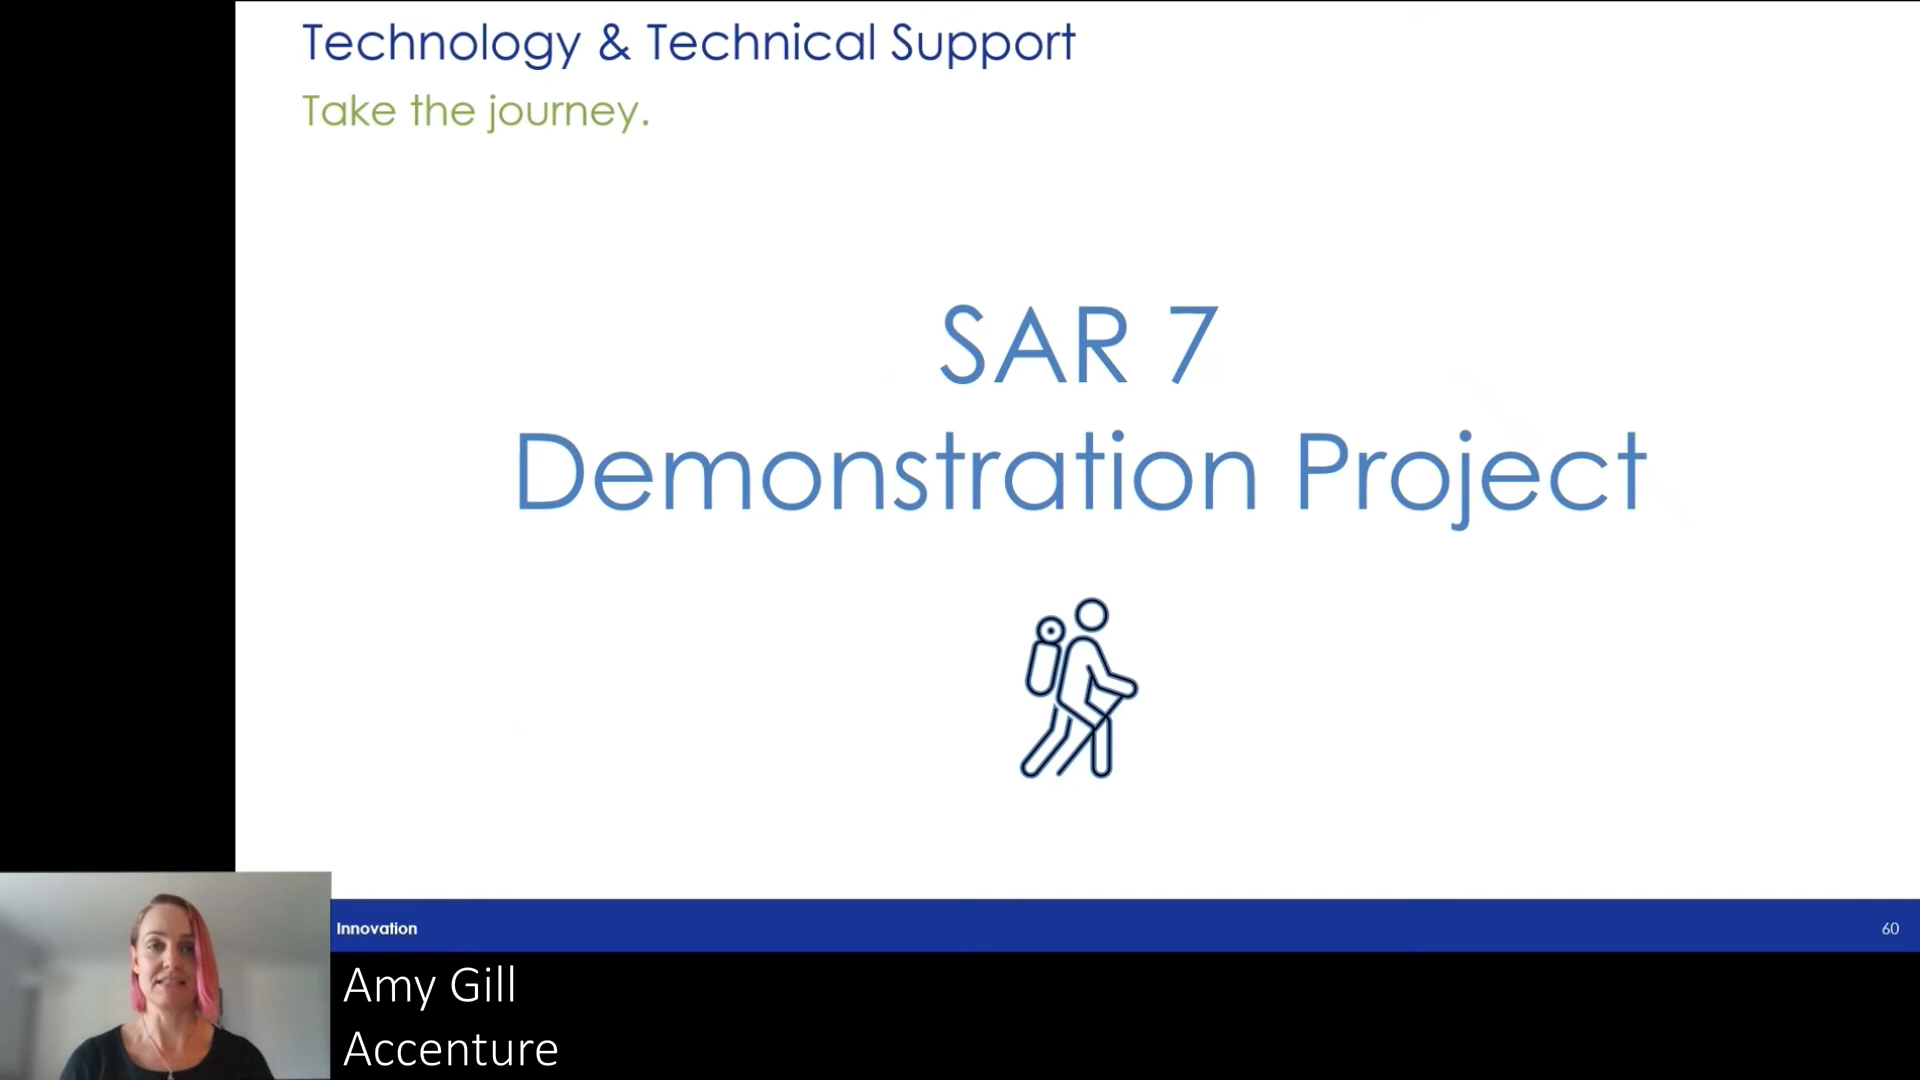 Technology & Technical Support
Take the journey.
SAR 7
Demonstration Project
Innovation
60
Amy Gill
Accenture